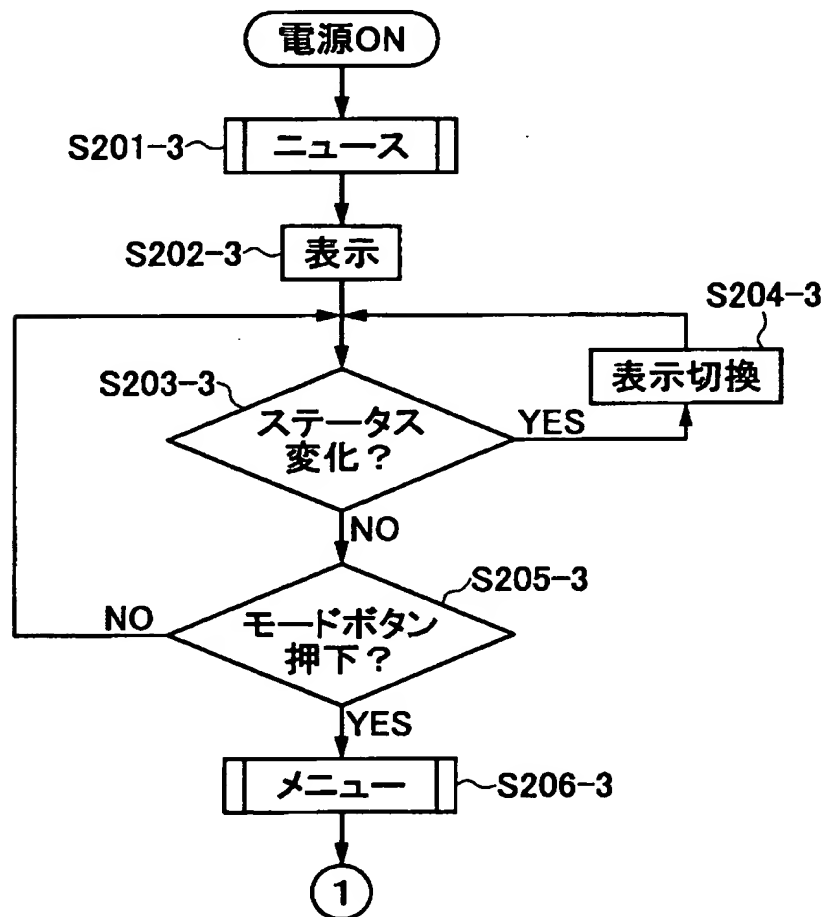 電源ON
S201-3
ニュース
S202-3
表示
S204-3
表示切換
S203-3
ステータス
変化？
YES
NO
S205-3
モードボタン
押下？
NO
YES
メニュー
S206-3
1